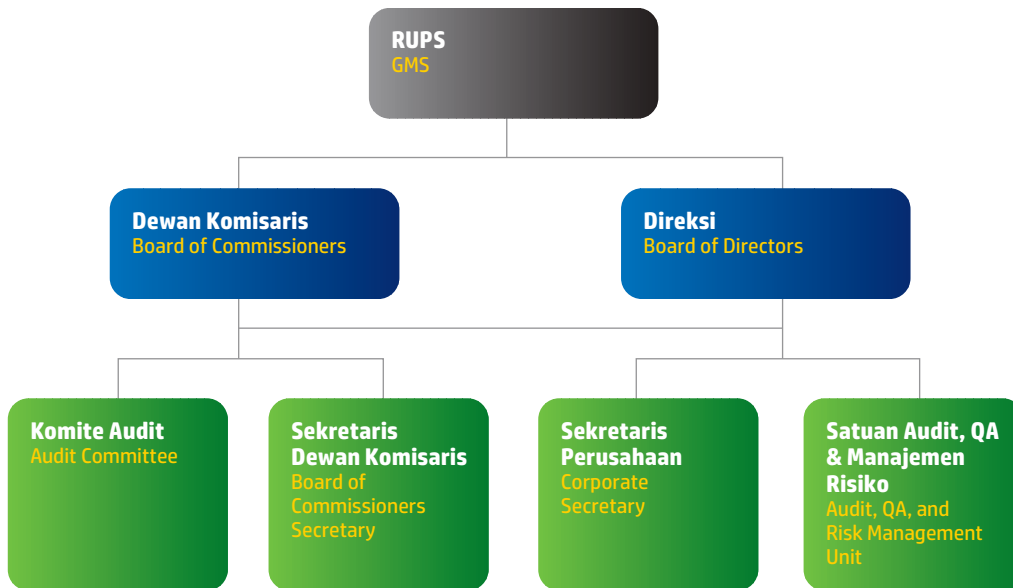 RUPS
GMS
Dewan Komisaris
Board of Commissioners
Direksi
Board of Directors
Komite Audit
Audit Committee
Sekretaris
Dewan Komisaris
Board of
Commissioners
Secretary
Sekretaris
Perusahaan
Corporate
Secretary
Satuan Audit, QA
& Manajemen
Risiko
Audit, QA, and
Risk Management
Unit